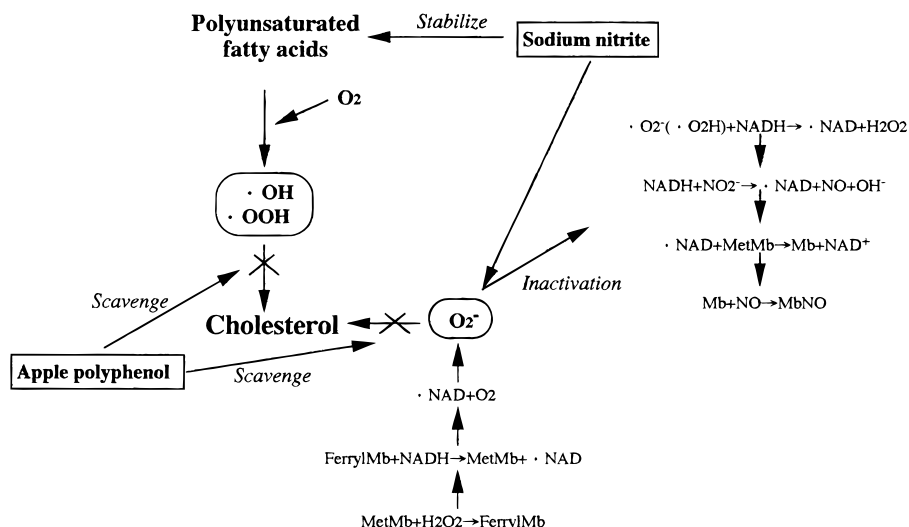 Polyunsaturated
fatty acids
Stabilize
Sodium nitrite
O2
· O2-( · O2H)+NADH→ · NAD+H2O2
· OH
· OOH
NADH+NO2-→ · NAD+NO+OH-
· NAD+MetMb→Mb+NAD+
Inactivation
Scavenge
Mb+NO→MbNO
Cholesterol
O2-
Apple polyphenol
Scavenge
· NAD+O2
FerrylMb+NADH→MetMb+ · NAD
MetMb+H2O2→FerrylMb